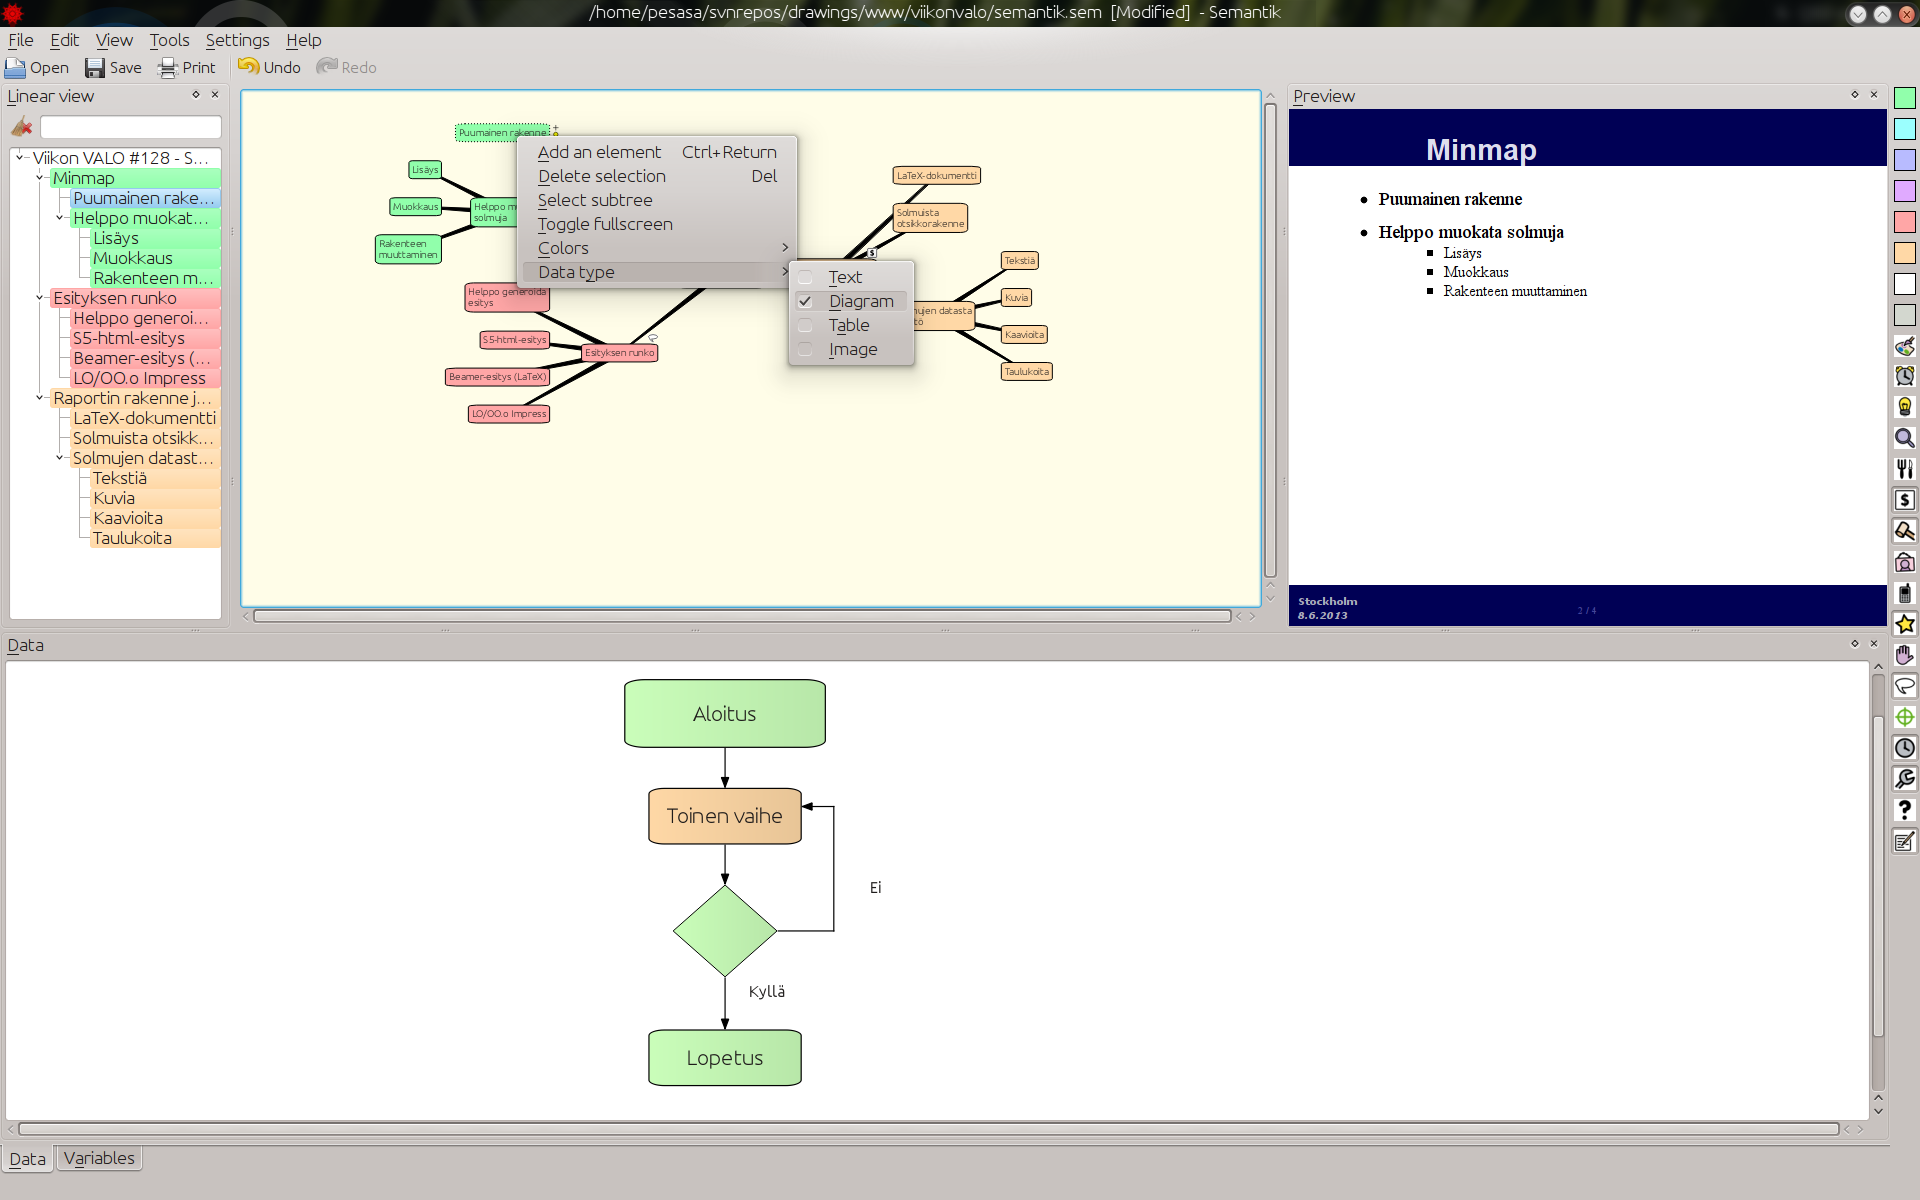 /home/pesasa/svnrepos/drawings/www/viikonvalo/semantik.sem [Modified] - Semantik
File Edit View Tools Settings Help
Open Save Print Undo Redo
Linear view
Viikon VALO #128 - S...
Minmap
Puumainen rake...
Helppo muokat...
Lisäys
Muokkaus
Rakenteen m...
Esityksen runko
Helppo generoi...
S5-html-esitys
Beamer-esitys (...
LO/OO.o Impress
Raportin rakenne j...
LaTeX-dokumentti
Solmuista otsikk...
Solmujen datast...
Tekstiä
Kuvia
Kaavioita
Taulukoita
Puumainen rakenne
Lisäys
Muokkaus
Helppo mu
solmuja
Rakenteen
muuttaminen
Helppo generoida
esitys
S5-html-esitys
Beamer-esitys (LaTeX)
LO/OO.o Impress
Esityksen runko
Add an element Ctrl+Return
Delete selection Del
Select subtree
Toggle fullscreen
Colors
Data type
Text
Diagram
Table
Image
LaTeX-dokumentti
Solmuista
otsikkorakenne
ujen datasta
tö
Tekstiä
Kuvia
Kaavioita
Taulukoita
Preview
Minmap
Puumainen rakenne
Helppo muokata solmuja
Lisäys
Muokkaus
Rakenteen muuttaminen
Stockholm
8.6.2013
2 / 4
Data
Aloitus
Toinen vaihe
Ei
Kyllä
Lopetus
Data Variables